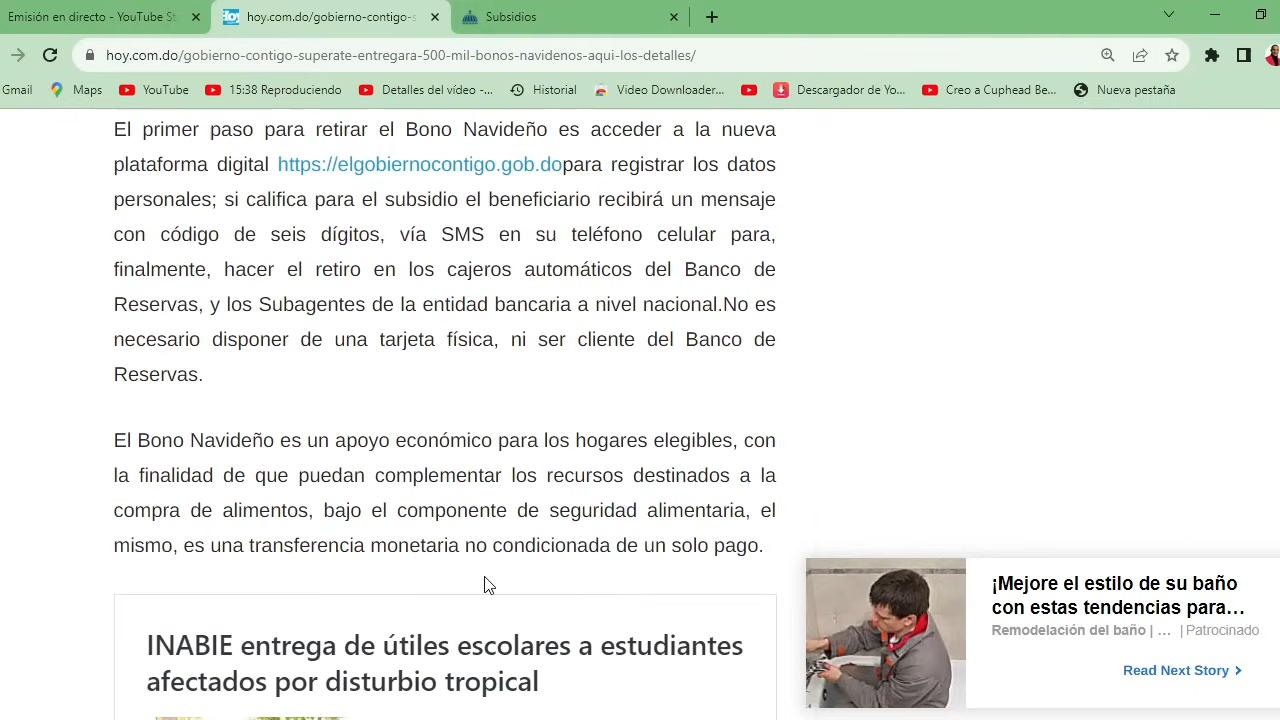 Emisión en directo - YouTube St
hoy.com.do/gobierno-contigo-s
Subsidios
hoy.com.do/gobierno-contigo-superate-entregara-500-mil-bonos-navidenos-aqui-los-detalles/
Gmail
Maps
YouTube
15:38 Reproduciendo
Detalles del vídeo -...
Historial
Video Downloader...
Descargador de Yo...
Creo a Cuphead Be...
Nueva pestaña
El primer paso para retirar el Bono Navideño es acceder a la nueva
plataforma digital https://elgobiernocontigo.gob.dopara registrar los datos
personales; si califica para el subsidio el beneficiario recibirá un mensaje
con código de seis dígitos, vía SMS en su teléfono celular para,
finalmente, hacer el retiro en los cajeros automáticos del Banco de
Reservas, y los Subagentes de la entidad bancaria a nivel nacional.No es
necesario disponer de una tarjeta física, ni ser cliente del Banco de
Reservas.
El Bono Navideño es un apoyo económico para los hogares elegibles, con
la finalidad de que puedan complementar los recursos destinados a la
compra de alimentos, bajo el componente de seguridad alimentaria, el
mismo, es una transferencia monetaria no condicionada de un solo pago.
INABIE entrega de útiles escolares a estudiantes
afectados por disturbio tropical
¡Mejore el estilo de su baño
con estas tendencias para...
Remodelación del baño | ... | Patrocinado
Read Next Story